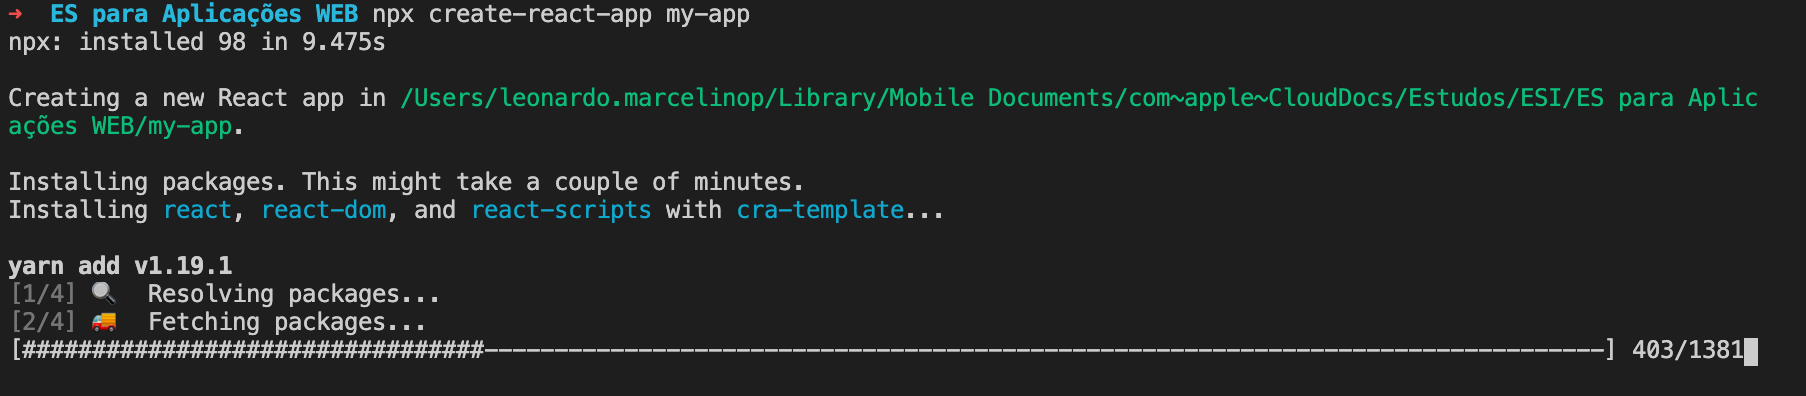 ➜  ES para Aplicações WEB npx create-react-app my-app
npx: installed 98 in 9.475s
Creating a new React app in /Users/leonardo.marcelinop/Library/Mobile Documents/com~apple~CloudDocs/Estudos/ESI/ES para Aplic
ações WEB/my-app.
Installing packages. This might take a couple of minutes.
Installing react, react-dom, and react-scripts with cra-template...
yarn add v1.19.1
[1/4] 🔍  Resolving packages...
[2/4] 🚚  Fetching packages...
[#################################--------------------------------------------------------------------------------] 403/1381